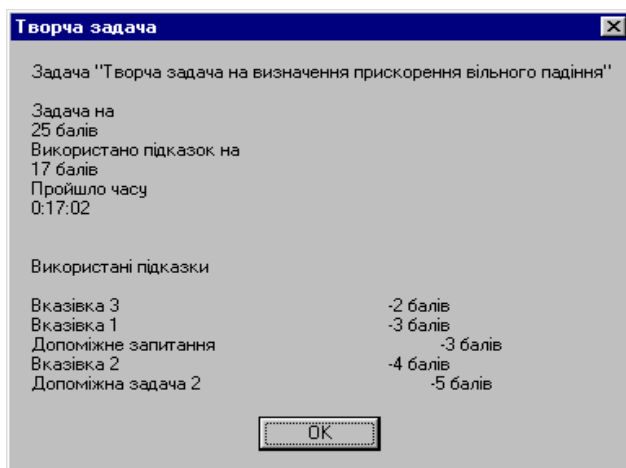 Творча задача
Задача "Творча задача на визначення прискорення вільного падіння"
Задача на
25 балів
Використано підказок на
17 балів
Пройшло часу
0:17:02
Використані підказки
Вказівка 3 -2 балів
Вказівка 1 -3 балів
Допоміжне запитання -3 балів
Вказівка 2 -4 балів
Допоміжна задача 2 -5 балів
OK